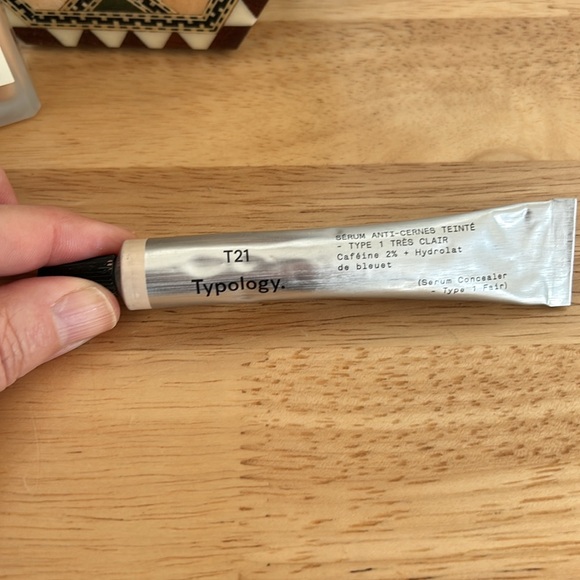 T21
Typology.
SÉRUM ANTI-CERNES TEINTÉ
- TYPE 1 TRÈS CLAIR
Caféine 2% + Hydrolat
de bleuet
(Serum Concealer
- Type 1 Fair)